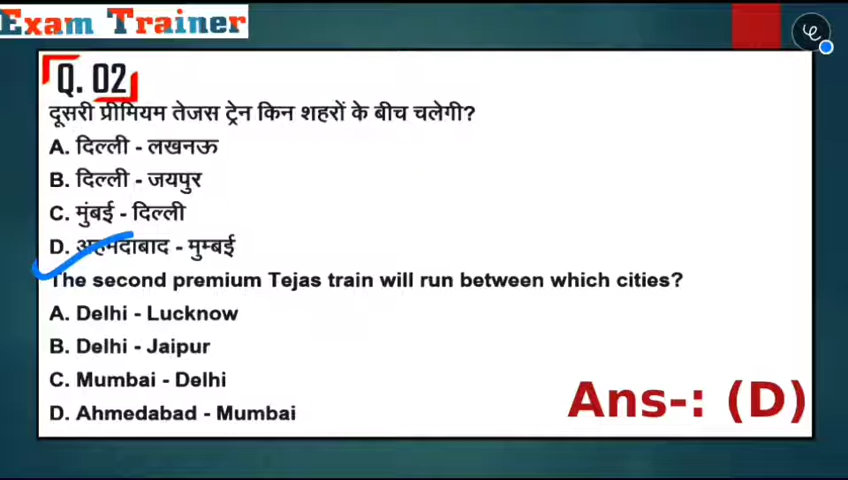 Exam Trainer
Q. 02
दूसरी प्रीमियम तेजस ट्रेन किन शहरों के बीच चलेगी?
A. दिल्ली - लखनऊ
B. दिल्ली - जयपुर
C. मुंबई - दिल्ली
D. अहमदाबाद - मुम्बई
The second premium Tejas train will run between which cities?
A. Delhi - Lucknow
B. Delhi - Jaipur
C. Mumbai - Delhi
D. Ahmedabad - Mumbai
Ans-: (D)